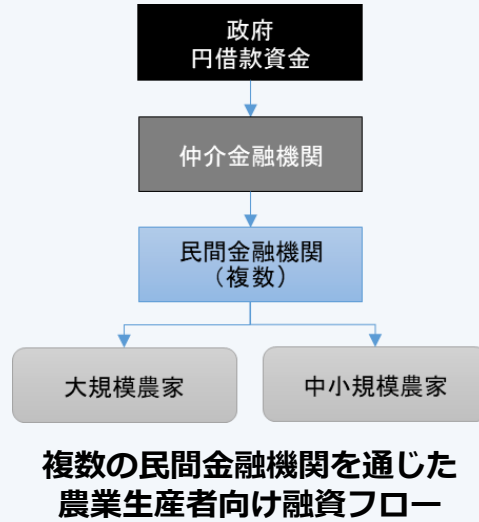 政府
円借款資金
仲介金融機関
民間金融機関
（複数）
大規模農家
中小規模農家
複数の民間金融機関を通じた
農業生産者向け融資フロー